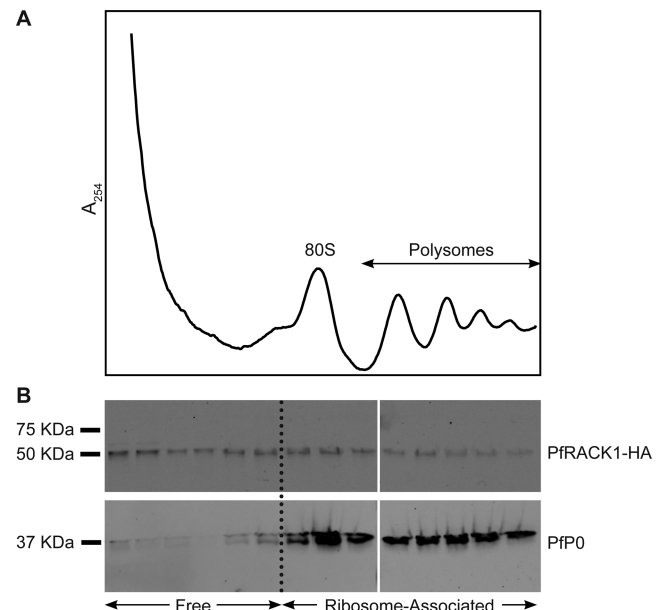 A
A254
80S
Polysomes
B
75 KDa
50 KDa
PfRACK1-HA
37 KDa
PfP0
Free
Ribosome-Associated